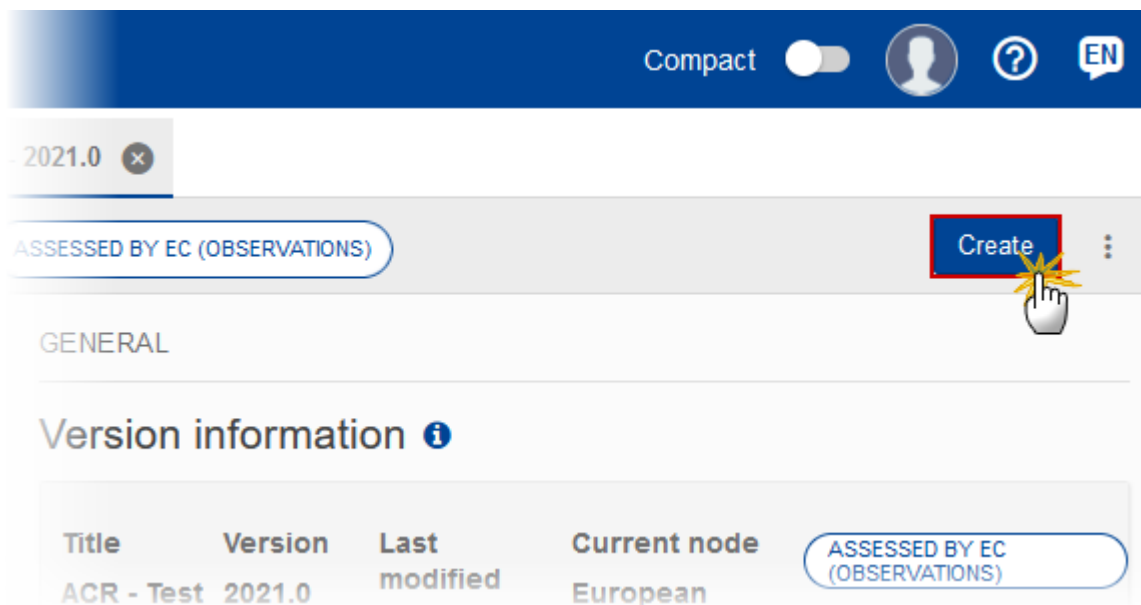 Compact EN
2021.0
ASSESSED BY EC (OBSERVATIONS) Create
GENERAL
Version information
Title Version Last modified Current node ASSESSED BY EC (OBSERVATIONS)
ACR - Test 2021.0 European